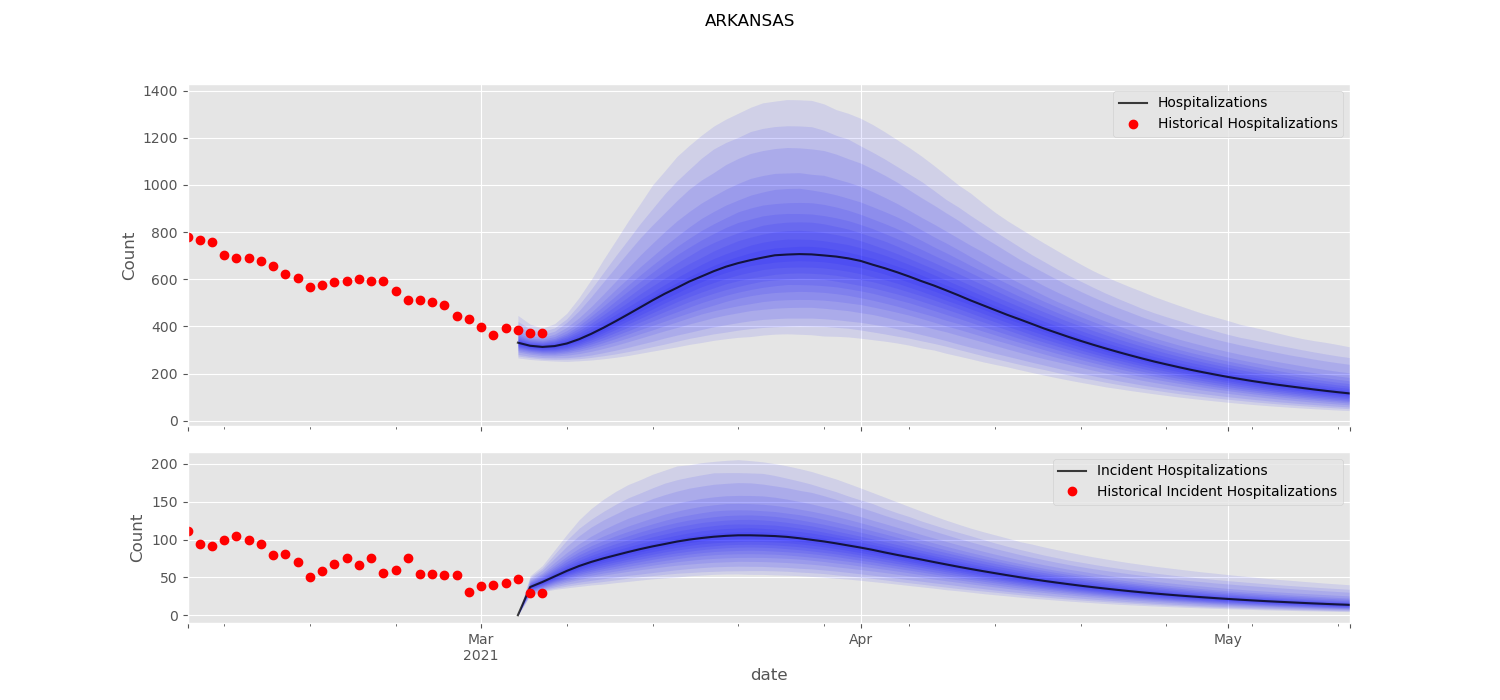 ARKANSAS
1400
1200
1000
800
600
400
200
0
Count
Hospitalizations
Historical Hospitalizations
200
150
100
50
0
Count
Incident Hospitalizations
Historical Incident Hospitalizations
Mar
2021
Apr
May
date